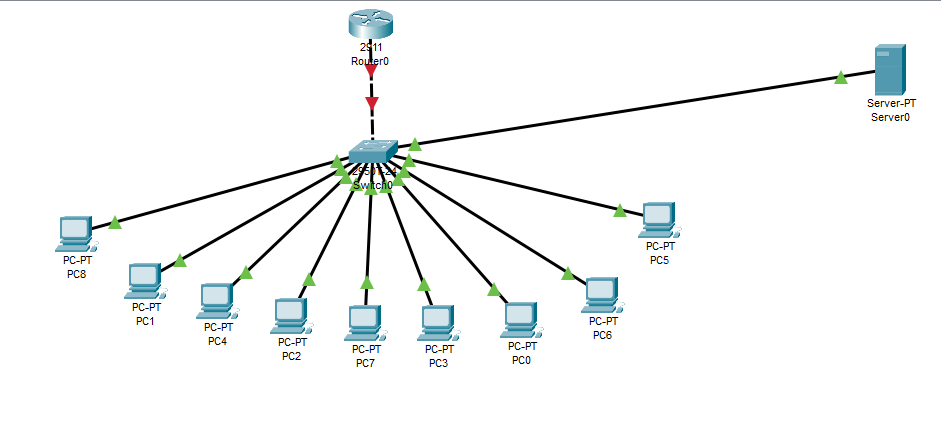 2911
Router0
Server-PT
Server0
Switch0
PC-PT
PC8
PC-PT
PC1
PC-PT
PC4
PC-PT
PC2
PC-PT
PC7
PC-PT
PC3
PC-PT
PC0
PC-PT
PC6
PC-PT
PC5